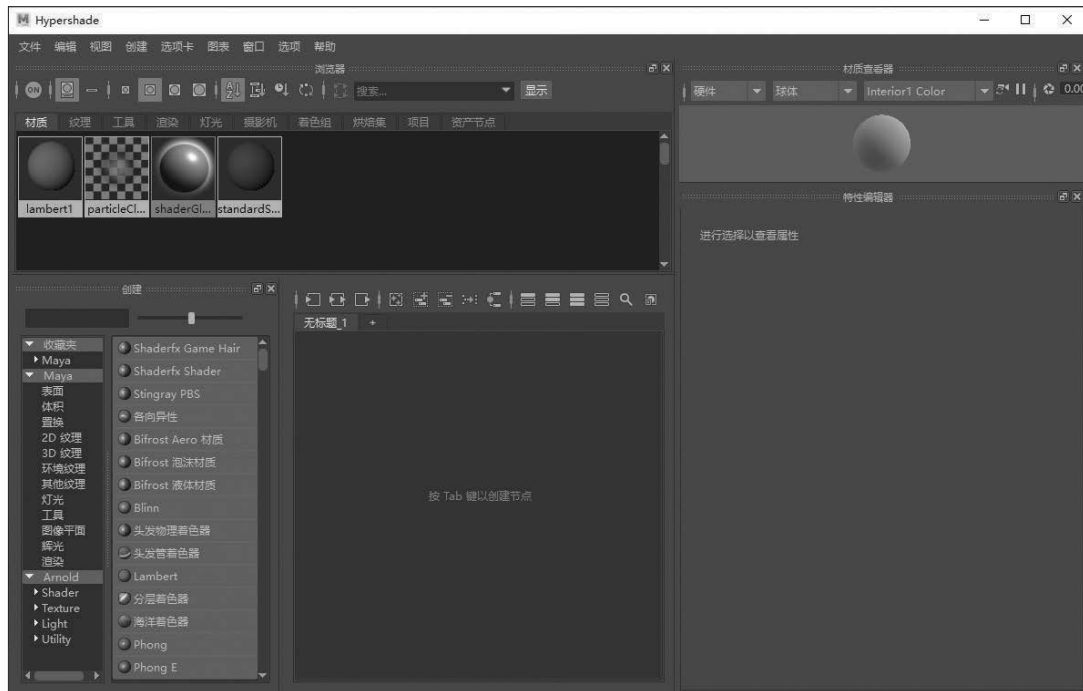 Hypershade
文件 编辑 视图 创建 选项卡 图表 窗口 选项 帮助
浏览器
ON
搜索...
显示
材质 纹理 工具 渲染 灯光 摄影机 着色组 烘焙集 项目 资产节点
lambert1 particleCl... shaderGl... standardS...
材质查看器
硬件 球体 Interior1 Color 0.00
特性编辑器
进行选择以查看属性
创建
收藏夹
Maya
Maya
表面
体积
置换
2D 纹理
3D 纹理
环境纹理
其他纹理
灯光
工具
图像平面
辉光
渲染
Arnold
Shader
Texture
Light
Utility
Shaderfx Game Hair
Shaderfx Shader
Stingray PBS
各向异性
Bifrost Aero 材质
Bifrost 泡沫材质
Bifrost 液体材质
Blinn
头发物理着色器
头发管着色器
Lambert
分层着色器
海洋着色器
Phong
Phong E
无标题_1 +
按 Tab 键以创建节点